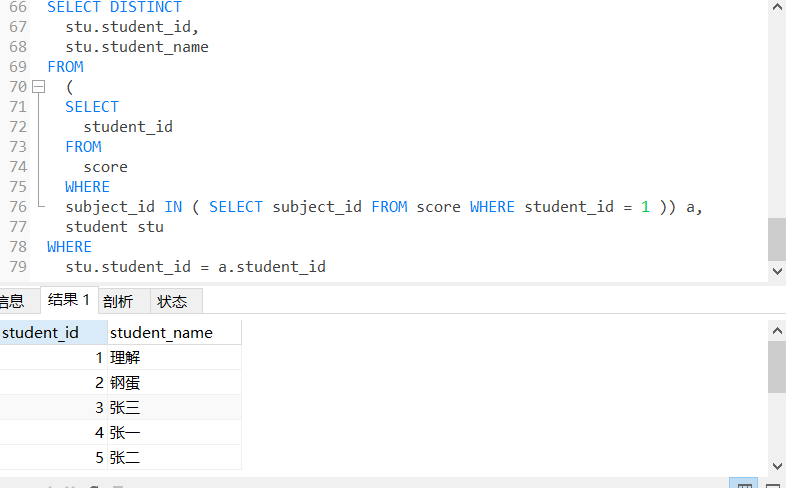 66 SELECT DISTINCT
67 stu.student_id,
68 stu.student_name
69 FROM
70 (
71 SELECT
72 student_id
73 FROM
74 score
75 WHERE
76 subject_id IN ( SELECT subject_id FROM score WHERE student_id = 1 )) a,
77 student stu
78 WHERE
79 stu.student_id = a.student_id
信息 结果 1 剖析 状态
student_id student_name
1 理解
2 钢蛋
3 张三
4 张一
5 张二